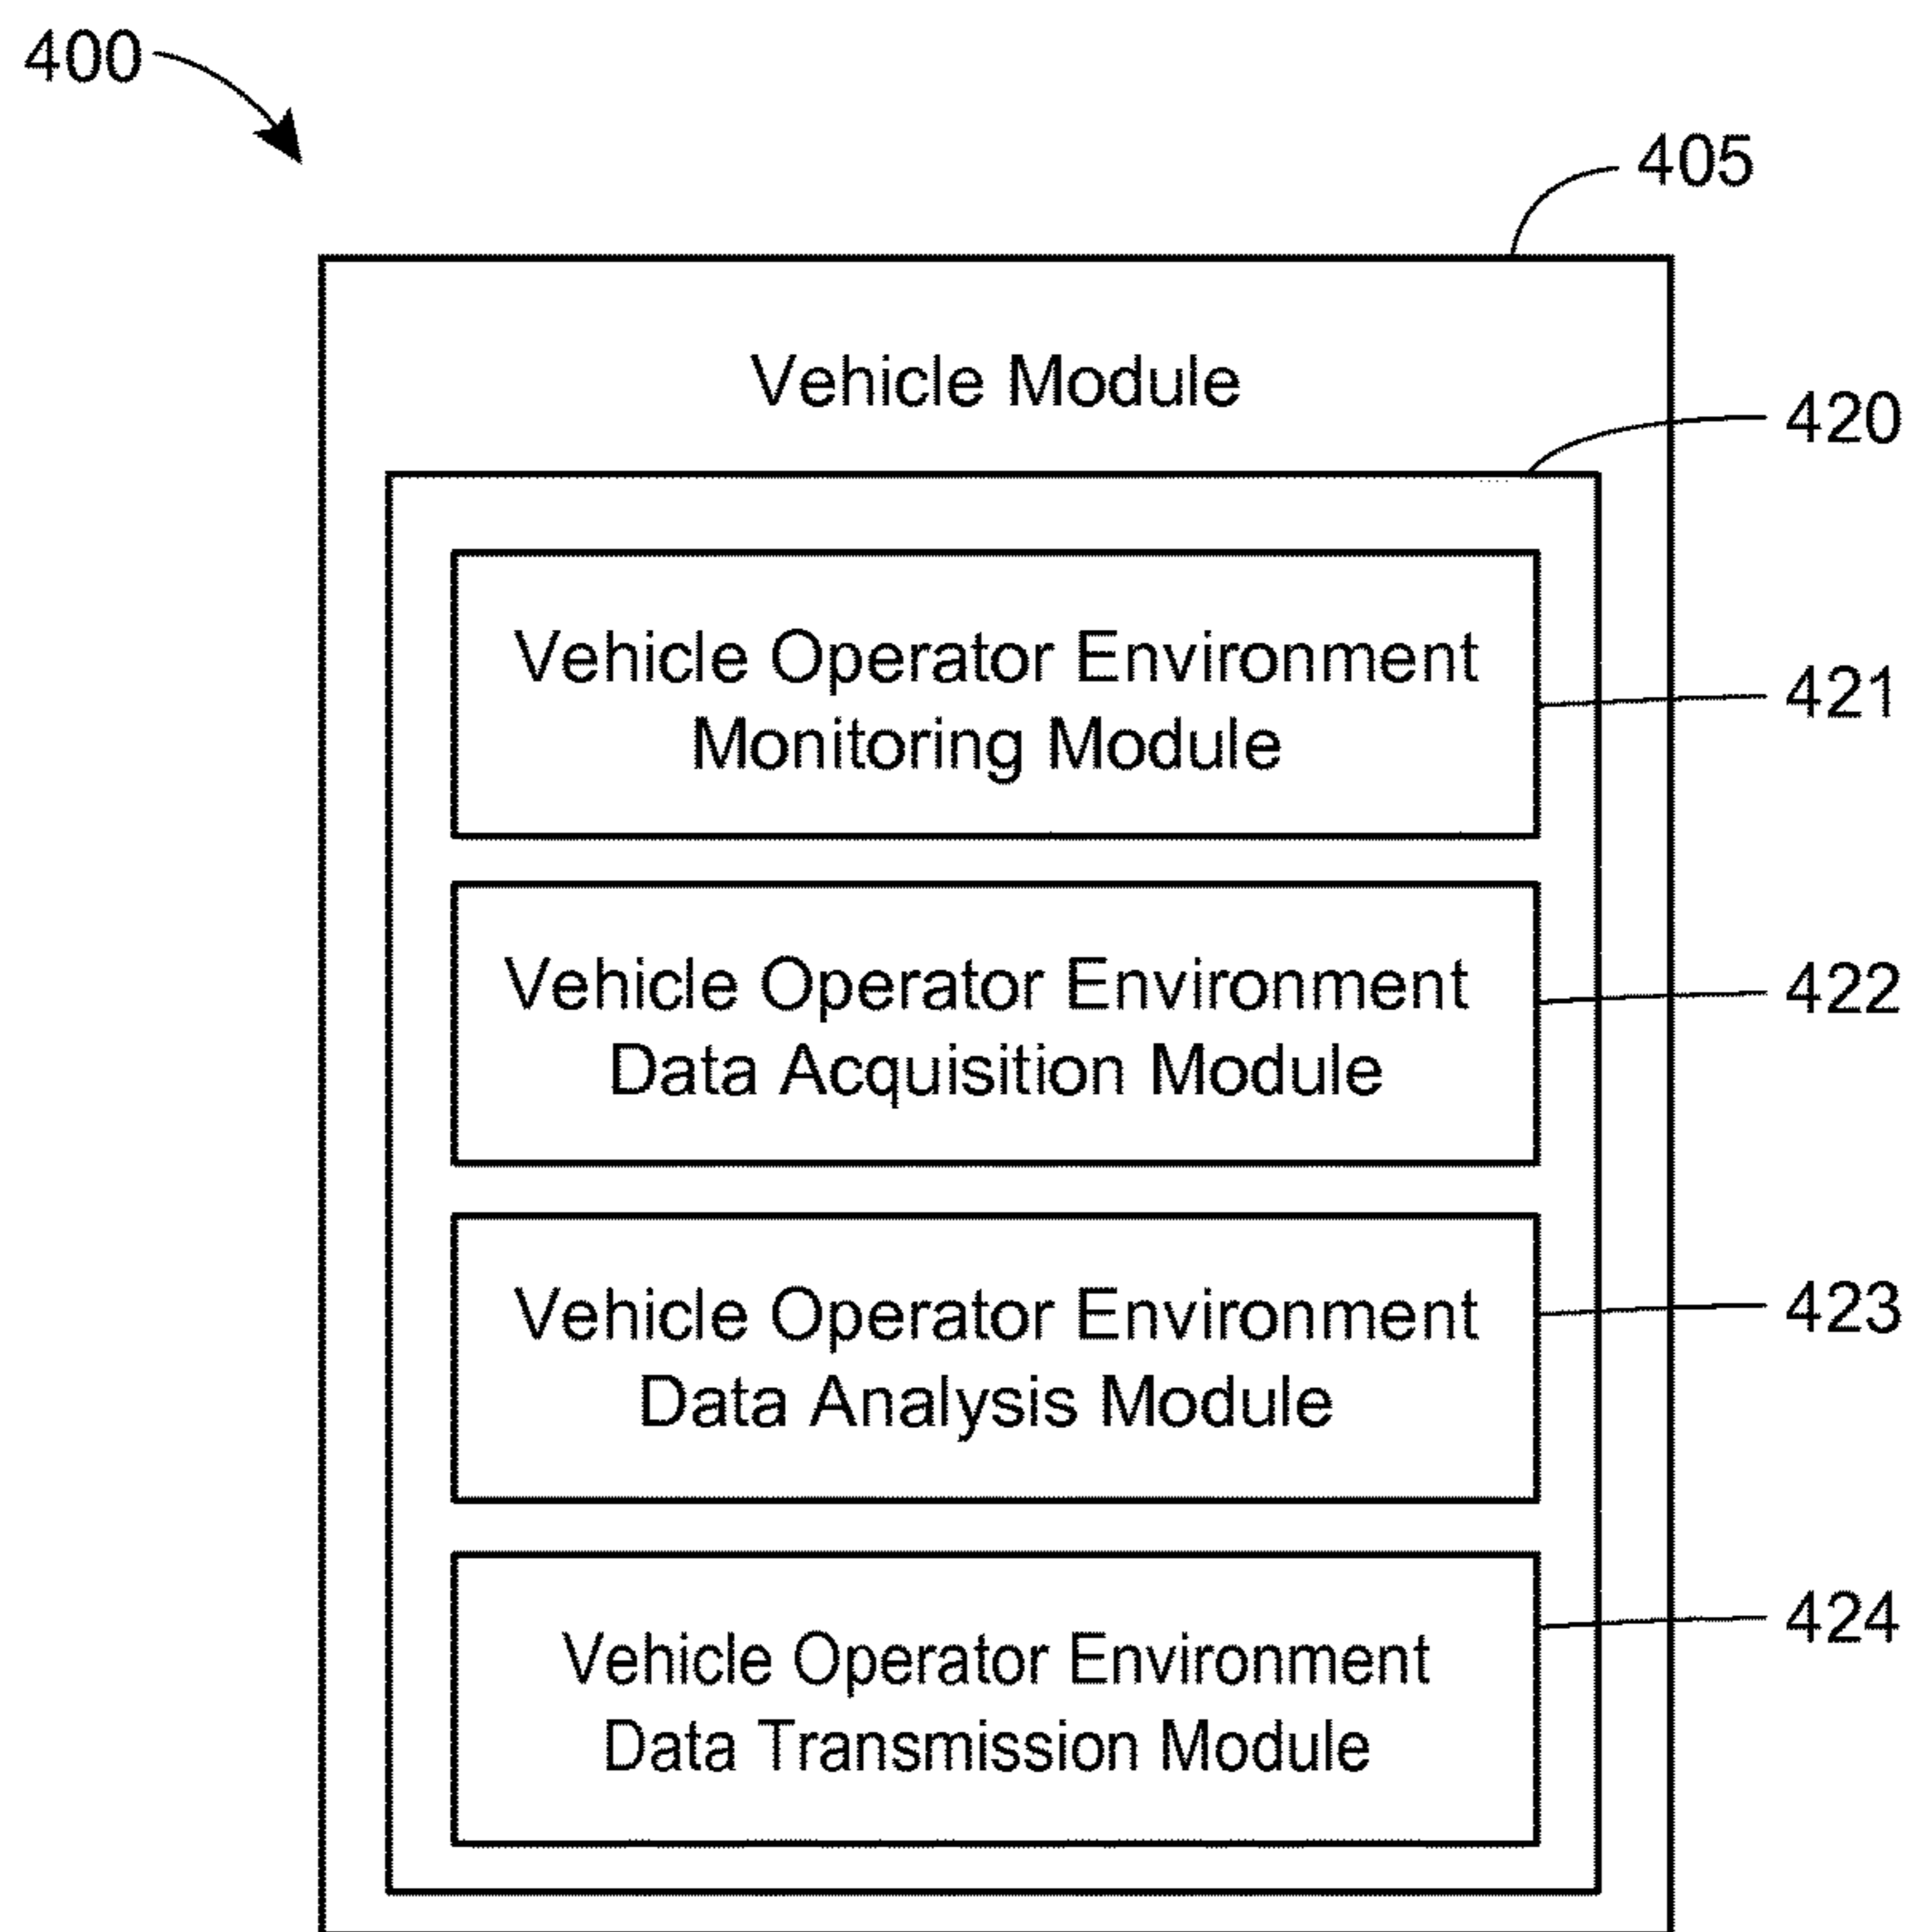 400
405
Vehicle Module
420
Vehicle Operator Environment
Monitoring Module
421
Vehicle Operator Environment
Data Acquisition Module
422
Vehicle Operator Environment
Data Analysis Module
423
Vehicle Operator Environment
Data Transmission Module
424